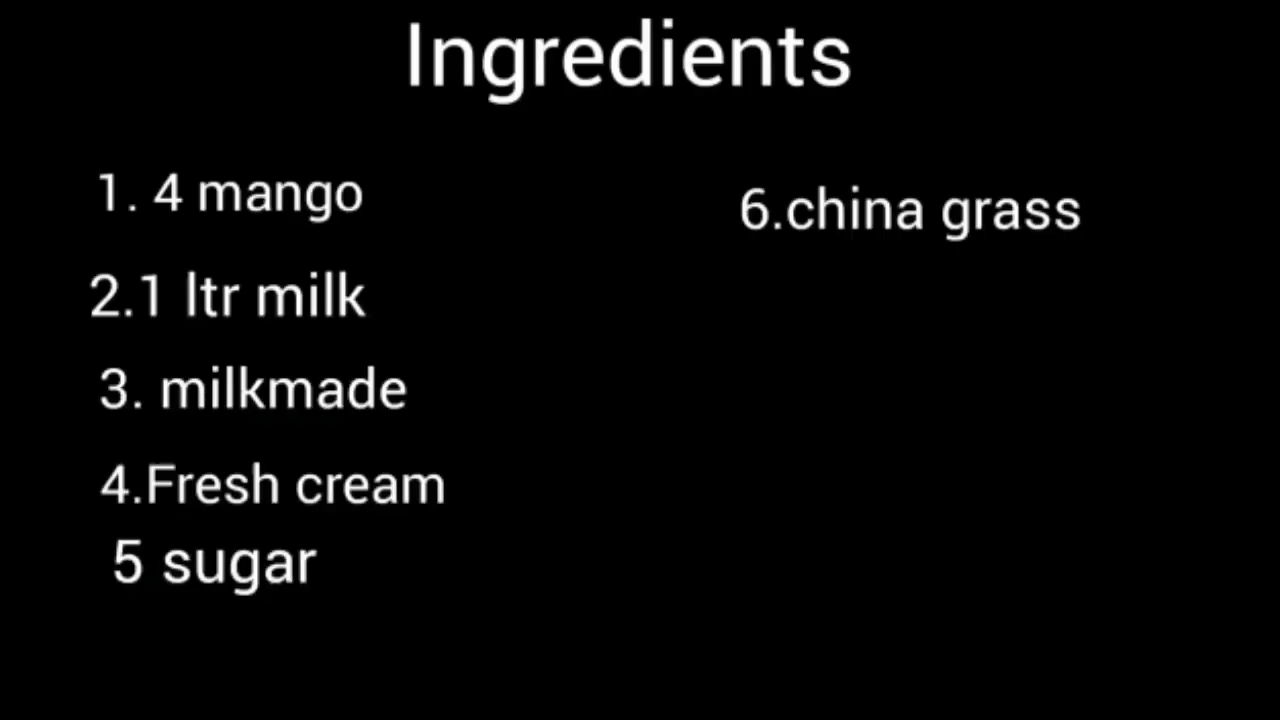 Ingredients
1. 4 mango
2.1 ltr milk
3. milkmade
4.Fresh cream
5 sugar
6.china grass